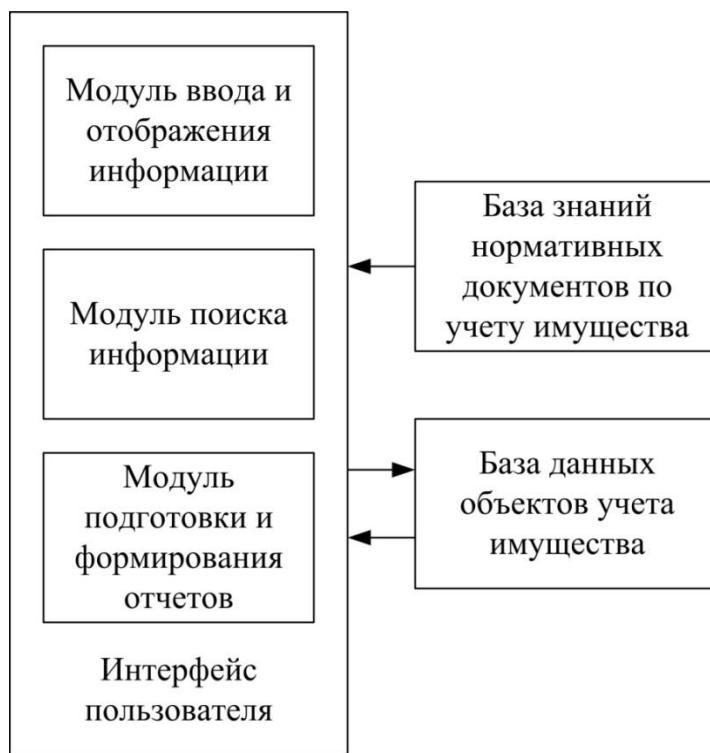 Модуль ввода и
отображения
информации
Модуль поиска
информации
Модуль
подготовки и
формирования
отчетов
Интерфейс
пользователя
База знаний
нормативных
документов по
учету имущества
База данных
объектов учета
имущества